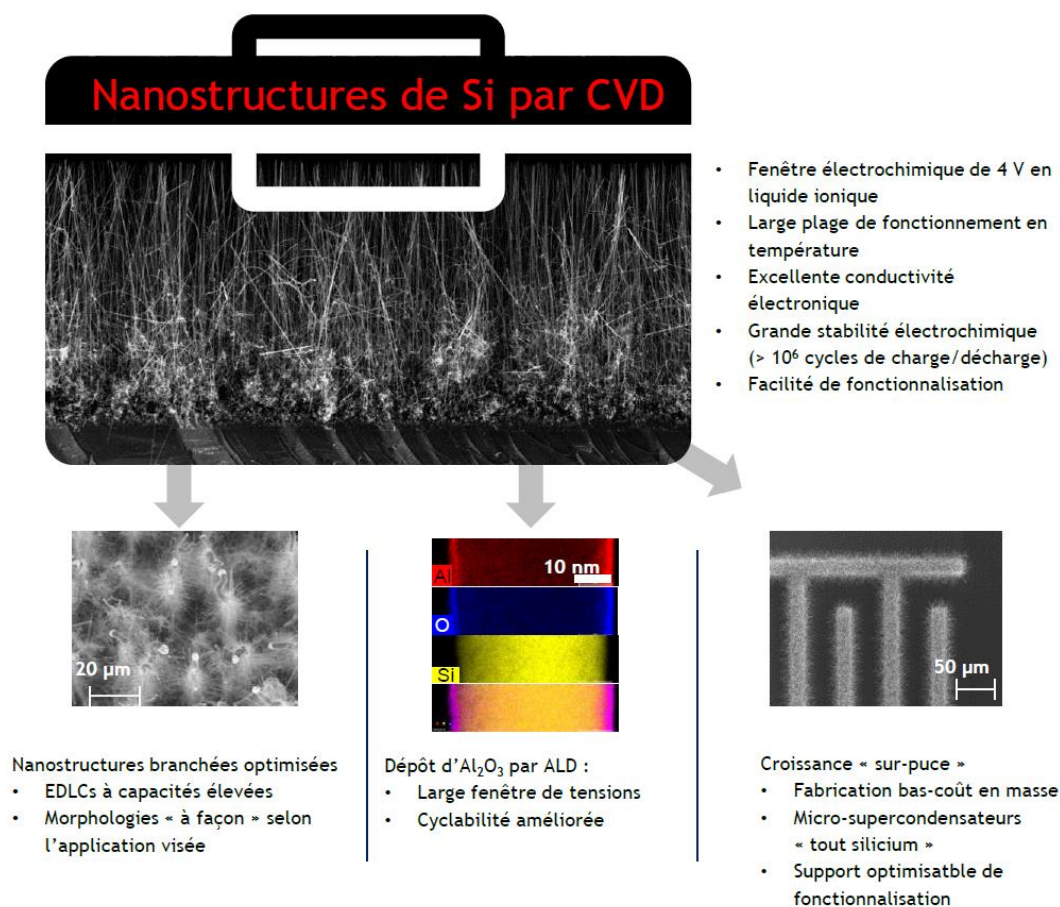 Nanostructures de Si par CVD
• Fenêtre électrochimique de 4 V en
liquide ionique
• Large plage de fonctionnement en
température
• Excellente conductivité
électronique
• Grande stabilité électrochimique
(> 10⁶ cycles de charge/décharge)
• Facilité de fonctionnalisation
20 µm
Al
10 nm
O
Si
50 µm
Nanostructures branchées optimisées
• EDLCs à capacités élevées
• Morphologies « à façon » selon
l'application visée
Dépôt d'Al₂O₃ par ALD :
• Large fenêtre de tensions
• Cyclabilité améliorée
Croissance « sur-puce »
• Fabrication bas-coût en masse
• Micro-supercondensateurs
« tout silicium »
• Support optimisatble de
fonctionnalisation